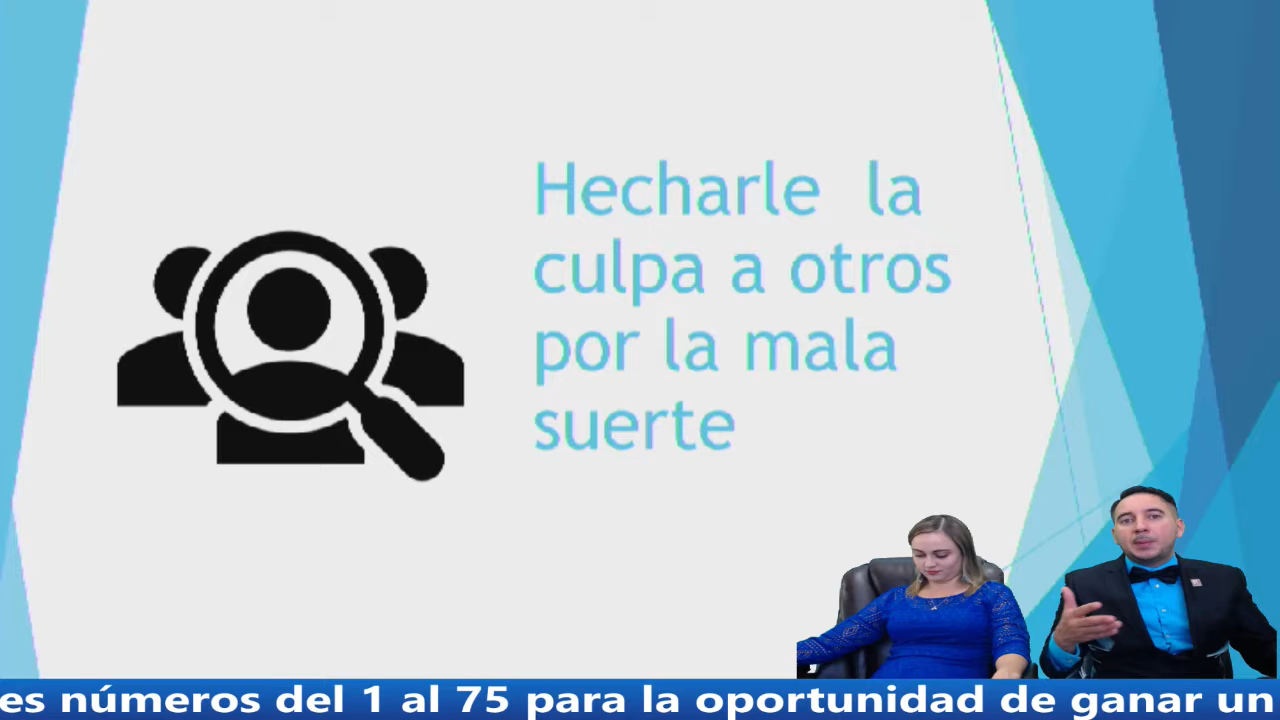 Hecharle la
culpa a otros
por la mala
suerte
es números del 1 al 75 para la oportunidad de ganar un